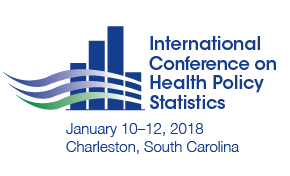 International
Conference on
Health Policy
Statistics
January 10–12, 2018
Charleston, South Carolina